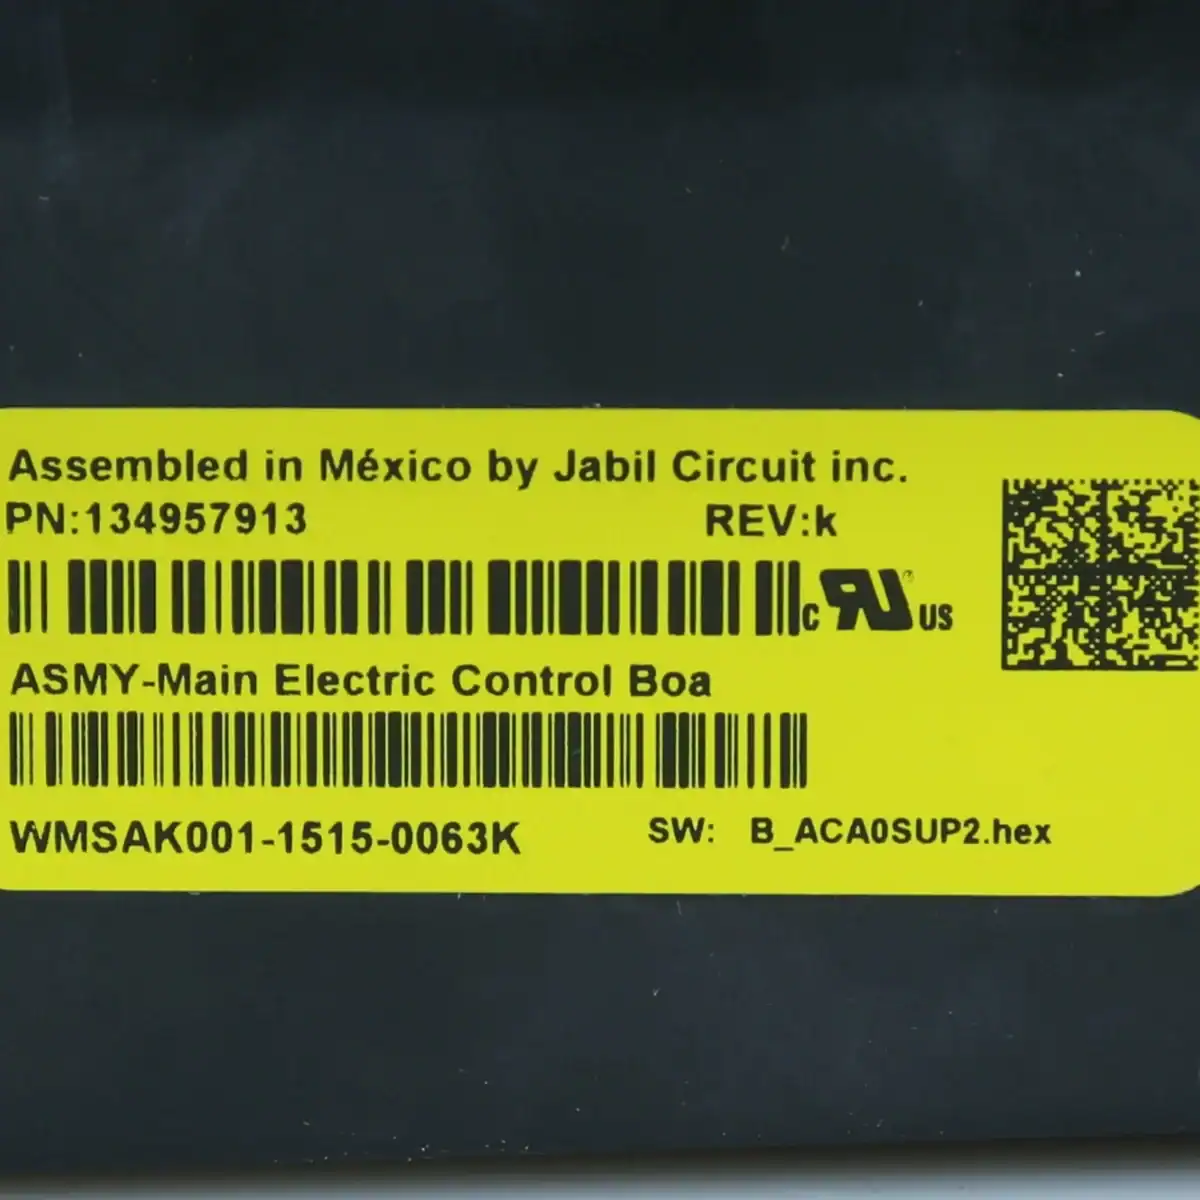 Assembled in México by Jabil Circuit inc.
PN:134957913 REV:k
c RU ® US
ASMY-Main Electric Control Boa
WMSAK001-1515-0063K SW: B_ACA0SUP2.hex